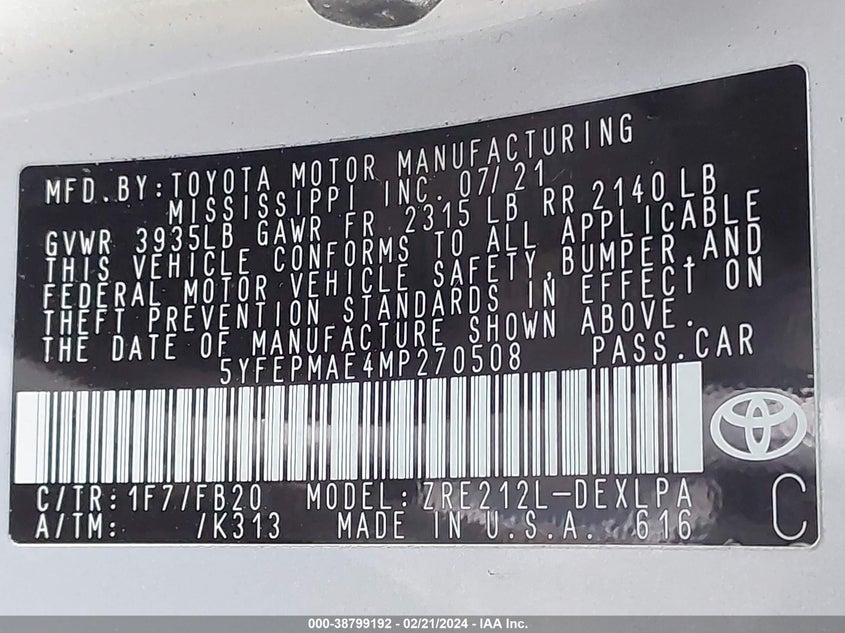 MFD.BY:TOYOTA MOTOR MANUFACTURING
MISSISSIPPI INC. 07/21
GVWR 3935LB GAWR FR 2315 LB RR 2140 LB
THIS VEHICLE CONFORMS TO ALL APPLICABLE
FEDERAL MOTOR VEHICLE SAFETY,BUMPER,AND
THEFT PREVENTION STANDARDS IN EFFECT ON
THE DATE OF MANUFACTURE SHOWN ABOVE.
5YFEPMAE4MP270508 PASS.CAR
C/TR:1F7/FB20 MODEL:ZRE212L-DEXLPA
A/TM: /K313 MADE IN U.S.A. 616
C
000-38799192 - 02/21/2024 - IAA Inc.